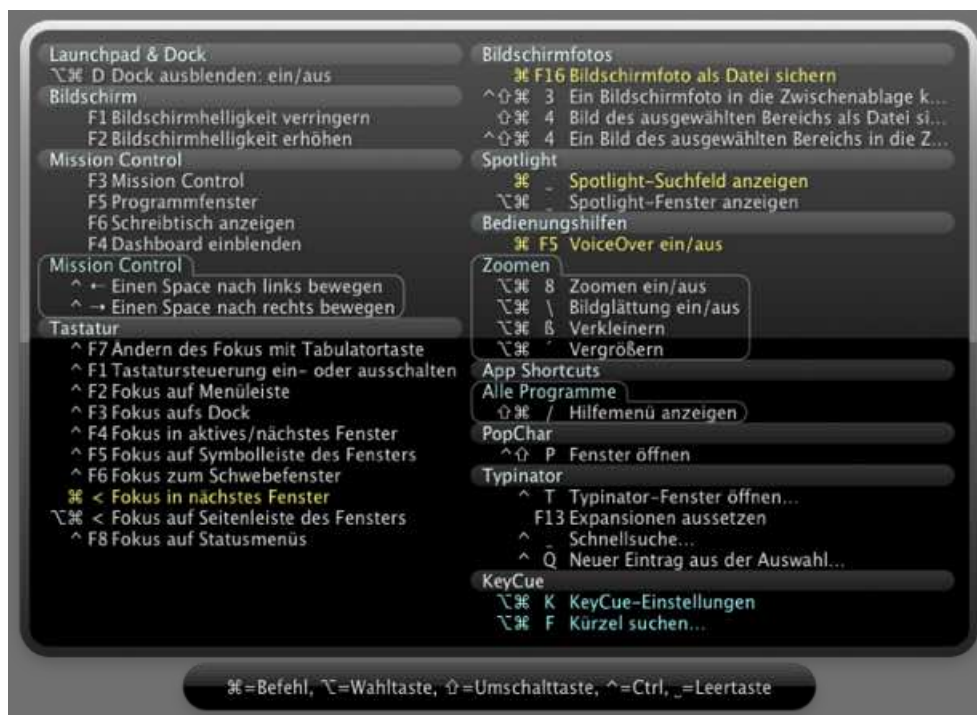 Launchpad & Dock
⌥⌘ D Dock ausblenden: ein/aus
Bildschirm
F1 Bildschirmhelligkeit verringern
F2 Bildschirmhelligkeit erhöhen
Mission Control
F3 Mission Control
F5 Programmfenster
F6 Schreibtisch anzeigen
F4 Dashboard einblenden
Mission Control
^ ← Einen Space nach links bewegen
^ → Einen Space nach rechts bewegen
Tastatur
^ F7 Ändern des Fokus mit Tabulatortaste
^ F1 Tastatursteuerung ein- oder ausschalten
^ F2 Fokus auf Menüleiste
^ F3 Fokus aufs Dock
^ F4 Fokus in aktives/nächstes Fenster
^ F5 Fokus auf Symbolleiste des Fensters
^ F6 Fokus zum Schwebefenster
⌘ < Fokus in nächstes Fenster
⌥⌘ < Fokus auf Seitenleiste des Fensters
^ F8 Fokus auf Statusmenüs
Bildschirmfotos
⌘ F16 Bildschirmfoto als Datei sichern
^⇧⌘ 3 Ein Bildschirmfoto in die Zwischenablage k...
⇧⌘ 4 Bild des ausgewählten Bereichs als Datei si...
^⇧⌘ 4 Ein Bild des ausgewählten Bereichs in die Z...
Spotlight
⌘ _ Spotlight-Suchfeld anzeigen
⌥⌘ _ Spotlight-Fenster anzeigen
Bedienungshilfen
⌘ F5 VoiceOver ein/aus
Zoomen
⌥⌘ 8 Zoomen ein/aus
⌥⌘ \ Bildglättung ein/aus
⌥⌘ ß Verkleinern
⌥⌘ ´ Vergrößern
App Shortcuts
Alle Programme
⇧⌘ / Hilfemenü anzeigen
PopChar
^⇧ P Fenster öffnen
Typinator
^ T Typinator-Fenster öffnen...
F13 Expansionen aussetzen
^ _ Schnellsuche...
^ Q Neuer Eintrag aus der Auswahl...
KeyCue
⌥⌘ K KeyCue-Einstellungen
⌥⌘ F Kürzel suchen...
⌘=Befehl, ⌥=Wahltaste, ⇧=Umschalttaste, ^=Ctrl, _=Leertaste